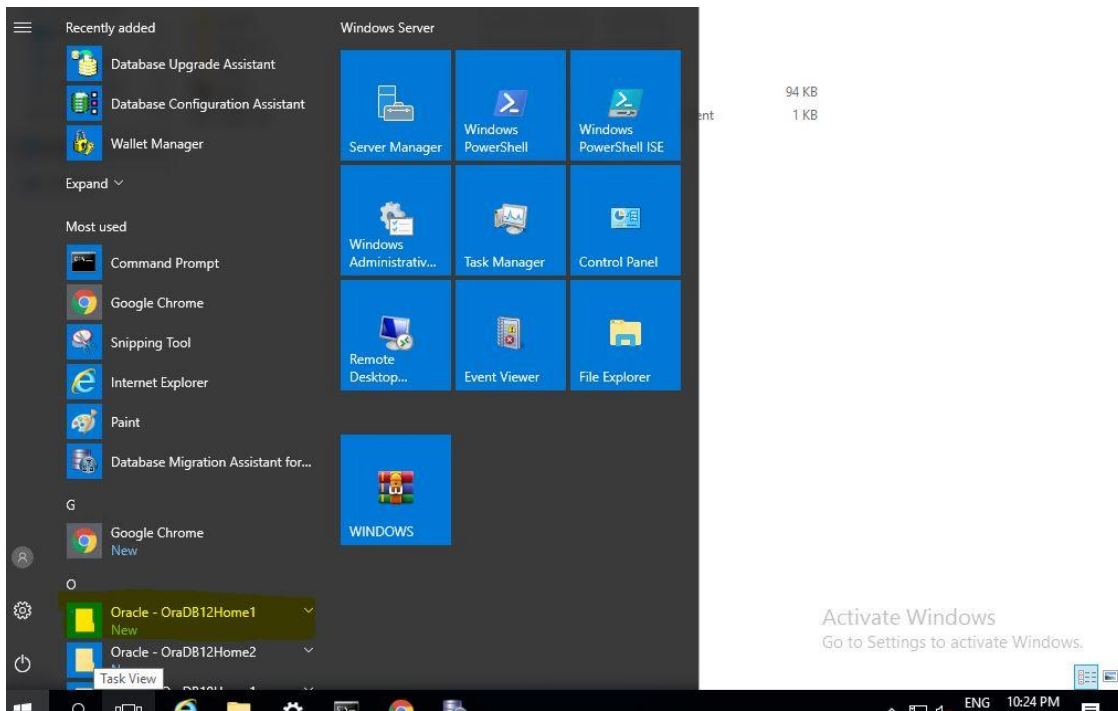 Recently added
Database Upgrade Assistant
Database Configuration Assistant
Wallet Manager
Expand
Most used
Command Prompt
Google Chrome
Snipping Tool
Internet Explorer
Paint
Database Migration Assistant for...
G
Google Chrome
New
O
Oracle - OraDB12Home1
New
Oracle - OraDB12Home2
Task View
Windows Server
Server Manager
Windows
PowerShell
Windows
PowerShell ISE
Windows
Administrativ...
Task Manager
Control Panel
Remote
Desktop...
Event Viewer
File Explorer
WINDOWS
94 KB
1 KB
Activate Windows
Go to Settings to activate Windows.
ENG
10:24 PM